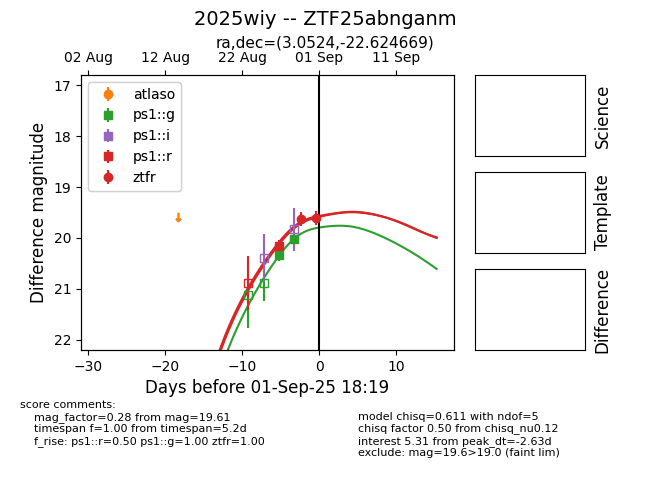 2025wiy -- ZTF25abnganm
ra,dec=(3.0524,-22.624669)
02 Aug 12 Aug 22 Aug 01 Sep 11 Sep
17
18
19
20
21
22
Difference magnitude
atlaso
ps1::g
ps1::i
ps1::r
ztfr
−30 −20 −10 0 10
Days before 01-Sep-25 18:19
Science
Template
Difference
score comments:
mag_factor=0.28 from mag=19.61
timespan f=1.00 from timespan=5.2d
f_rise: ps1::r=0.50 ps1::g=1.00 ztfr=1.00
model chisq=0.611 with ndof=5
chisq factor 0.50 from chisq_nu0.12
interest 5.31 from peak_dt=-2.63d
exclude: mag=19.6>19.0 (faint lim)